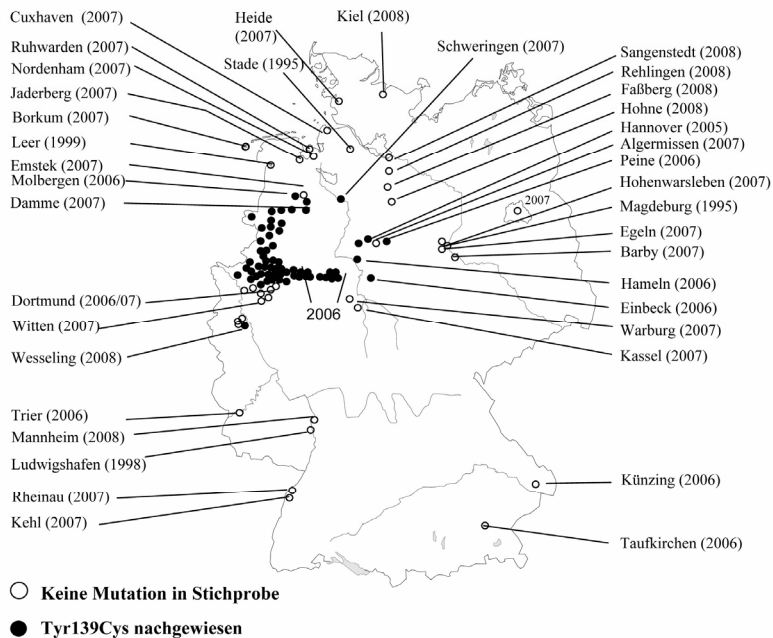 Cuxhaven (2007)
Ruhwarden (2007)
Nordenham (2007)
Jaderberg (2007)
Borkum (2007)
Leer (1999)
Emstek (2007)
Molbergen (2006)
Damme (2007)
Heide
(2007)
Stade (1995)
Kiel (2008)
Schweringen (2007)
Sangenstedt (2008)
Rehlingen (2008)
Faßberg (2008)
Hohne (2008)
Hannover (2005)
Algermissen (2007)
Peine (2006)
Hohenwarsleben (2007)
Magdeburg (1995)
Egeln (2007)
Barby (2007)
2007
Hameln (2006)
Einbeck (2006)
Warburg (2007)
Kassel (2007)
Dortmund (2006/07)
Witten (2007)
Wesseling (2008)
2006
Trier (2006)
Mannheim (2008)
Ludwigshafen (1998)
Rheinau (2007)
Kehl (2007)
Künzing (2006)
Taufkirchen (2006)
Keine Mutation in Stichprobe
Tyr139Cys nachgewiesen